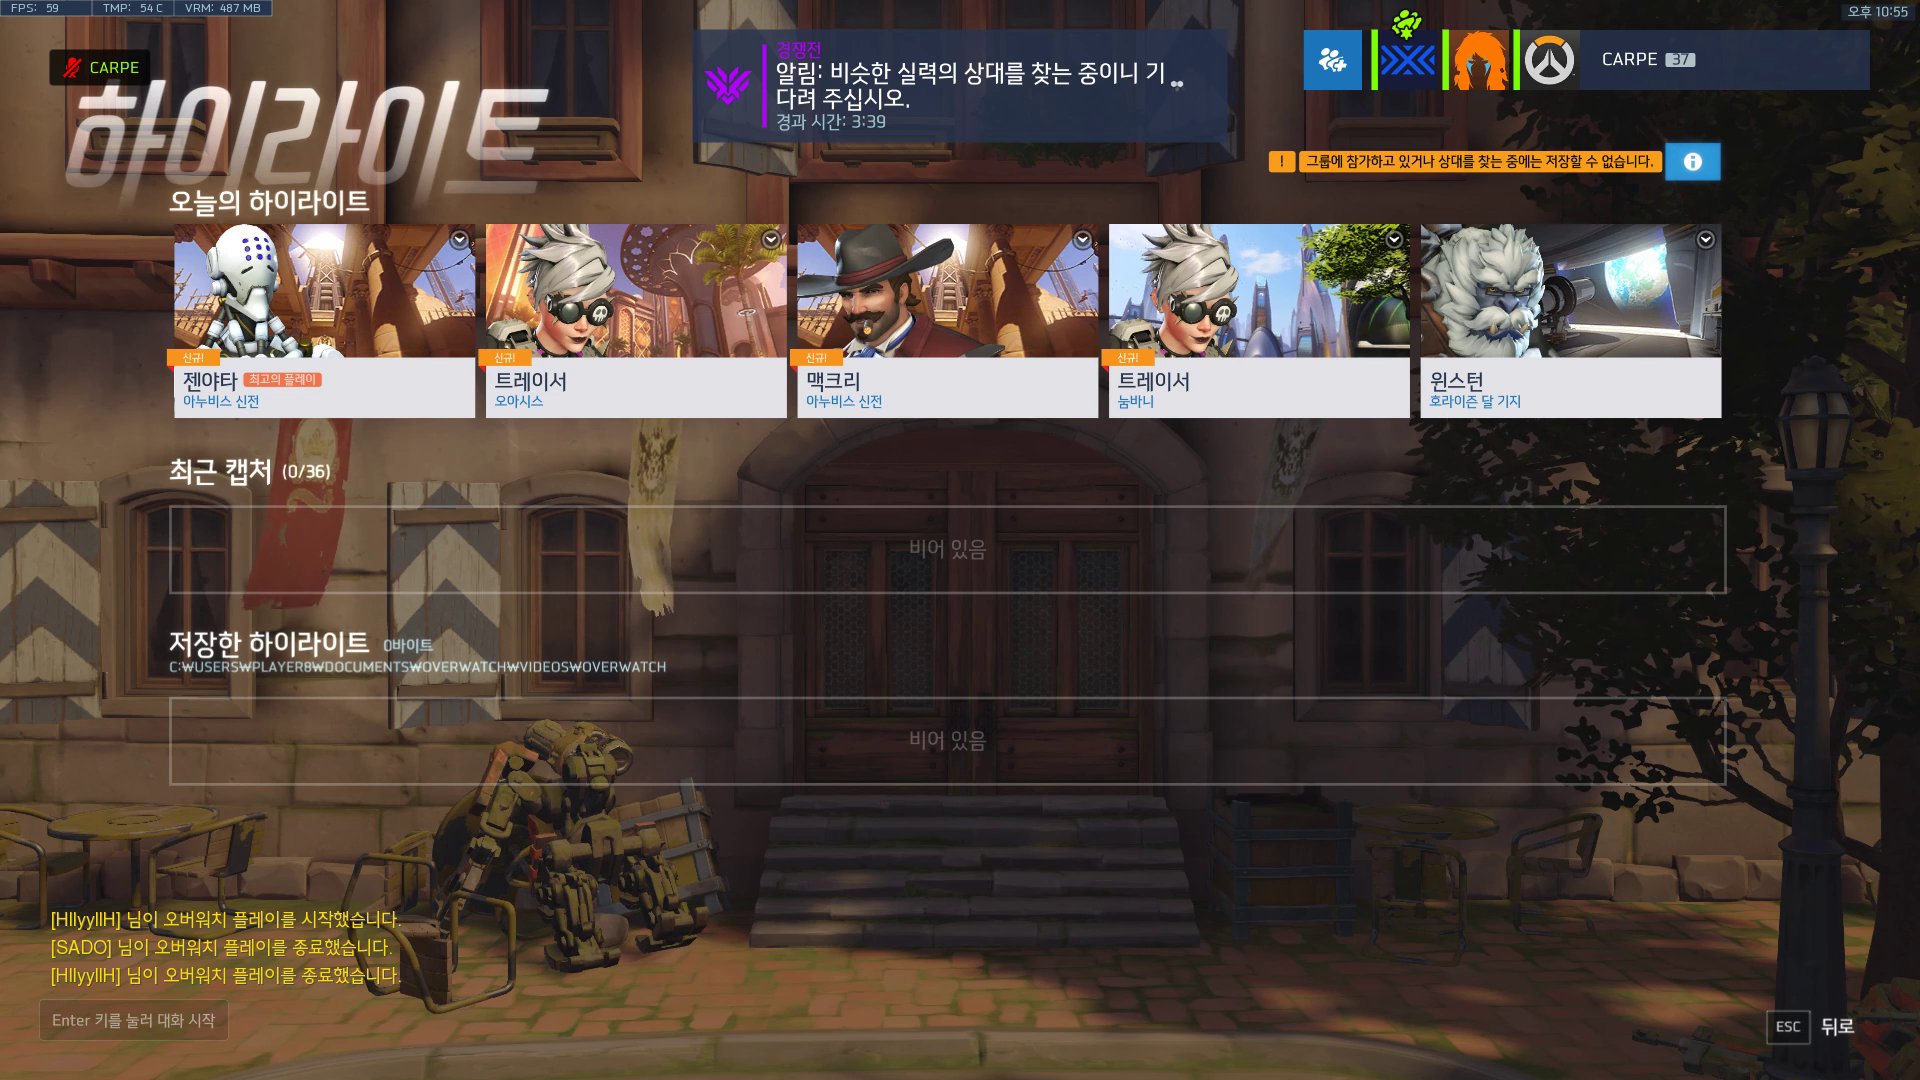 FPS: 59 TMP: 54 C VRM: 487 MB
오후 10:55
CARPE
하이라이트
경쟁전
알림: 비슷한 실력의 상대를 찾는 중이니 기
다려 주십시오.
경과 시간: 3:39
CARPE 37
! 그룹에 참가하고 있거나 상대를 찾는 중에는 저장할 수 없습니다.
오늘의 하이라이트
신규!
젠야타 최고의 플레이
아누비스 신전
신규!
트레이서
오아시스
신규!
맥크리
아누비스 신전
신규!
트레이서
눔바니
윈스턴
호라이즌 달 기지
최근 캡처 (0/36)
비어 있음
저장한 하이라이트 0바이트
C:₩USERS₩PLAYER8₩DOCUMENTS₩OVERWATCH₩VIDEOS₩OVERWATCH
비어 있음
[HIlyyIIH] 님이 오버워치 플레이를 시작했습니다.
[SADO] 님이 오버워치 플레이를 종료했습니다.
[HIlyyIIH] 님이 오버워치 플레이를 종료했습니다.
Enter 키를 눌러 대화 시작
ESC 뒤로